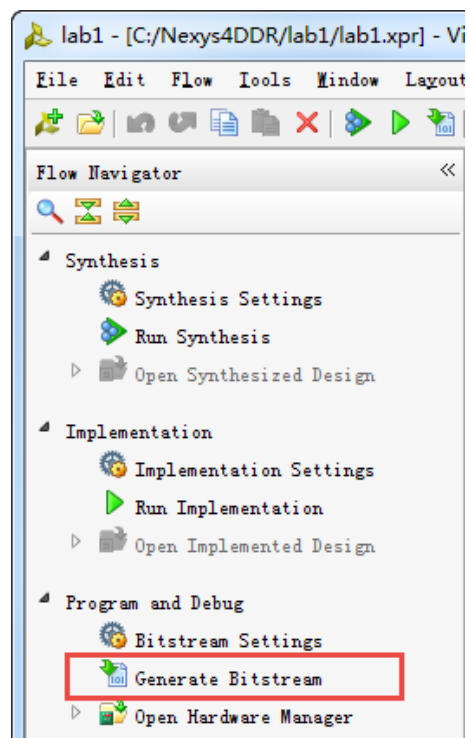 lab1 - [C:/Nexys4DDR/lab1/lab1.xpr] - Vi
File Edit Flow Tools Window Layout
Flow Navigator
Synthesis
Synthesis Settings
Run Synthesis
Open Synthesized Design
Implementation
Implementation Settings
Run Implementation
Open Implemented Design
Program and Debug
Bitstream Settings
Generate Bitstream
Open Hardware Manager